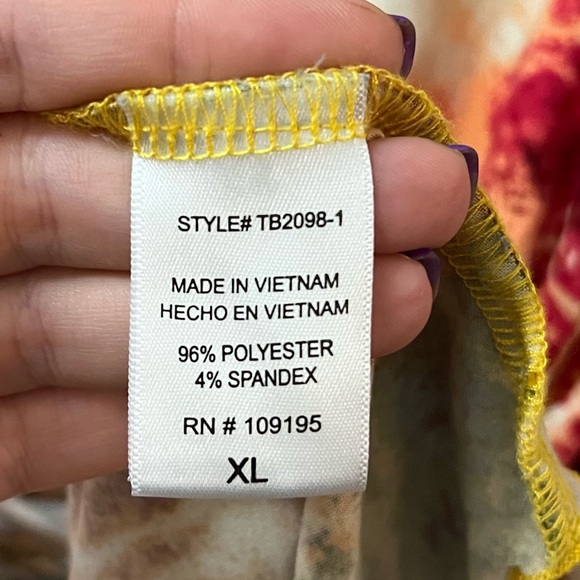 STYLE# TB2098-1
MADE IN VIETNAM
HECHO EN VIETNAM
96% POLYESTER
4% SPANDEX
RN # 109195
XL